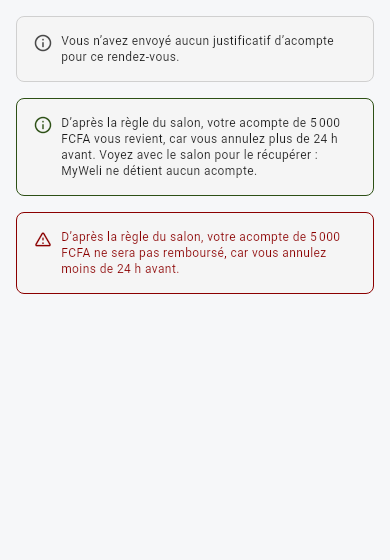 Vous n’avez envoyé aucun justificatif d’acompte
pour ce rendez-vous.
D’après la règle du salon, votre acompte de 5 000
FCFA vous revient, car vous annulez plus de 24 h
avant. Voyez avec le salon pour le récupérer :
MyWeli ne détient aucun acompte.
D’après la règle du salon, votre acompte de 5 000
FCFA ne sera pas remboursé, car vous annulez
moins de 24 h avant.